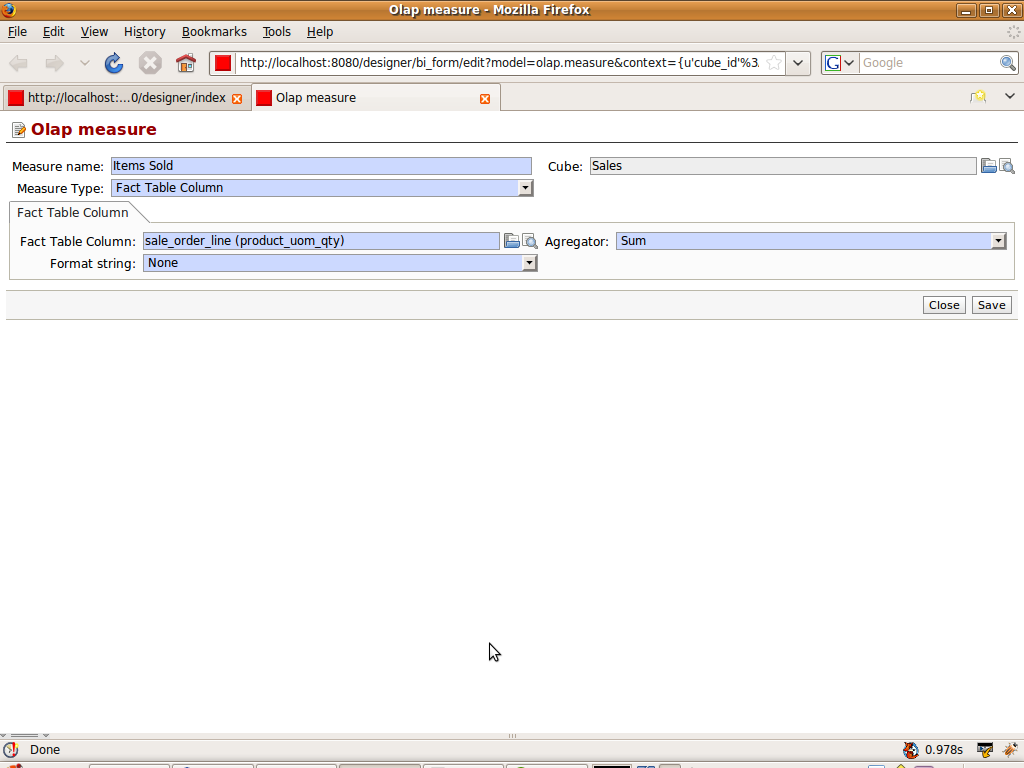 Olap measure - Mozilla Firefox
File Edit View History Bookmarks Tools Help
http://localhost:8080/designer/bi_form/edit?model=olap.measure&context={u'cube_id'%3. Google
http://localhost:...0/designer/index Olap measure
Olap measure
Measure name: Items Sold Cube: Sales
Measure Type: Fact Table Column
Fact Table Column
Fact Table Column: sale_order_line (product_uom_qty) Agregator: Sum
Format string: None
Close Save
Done 0.978s